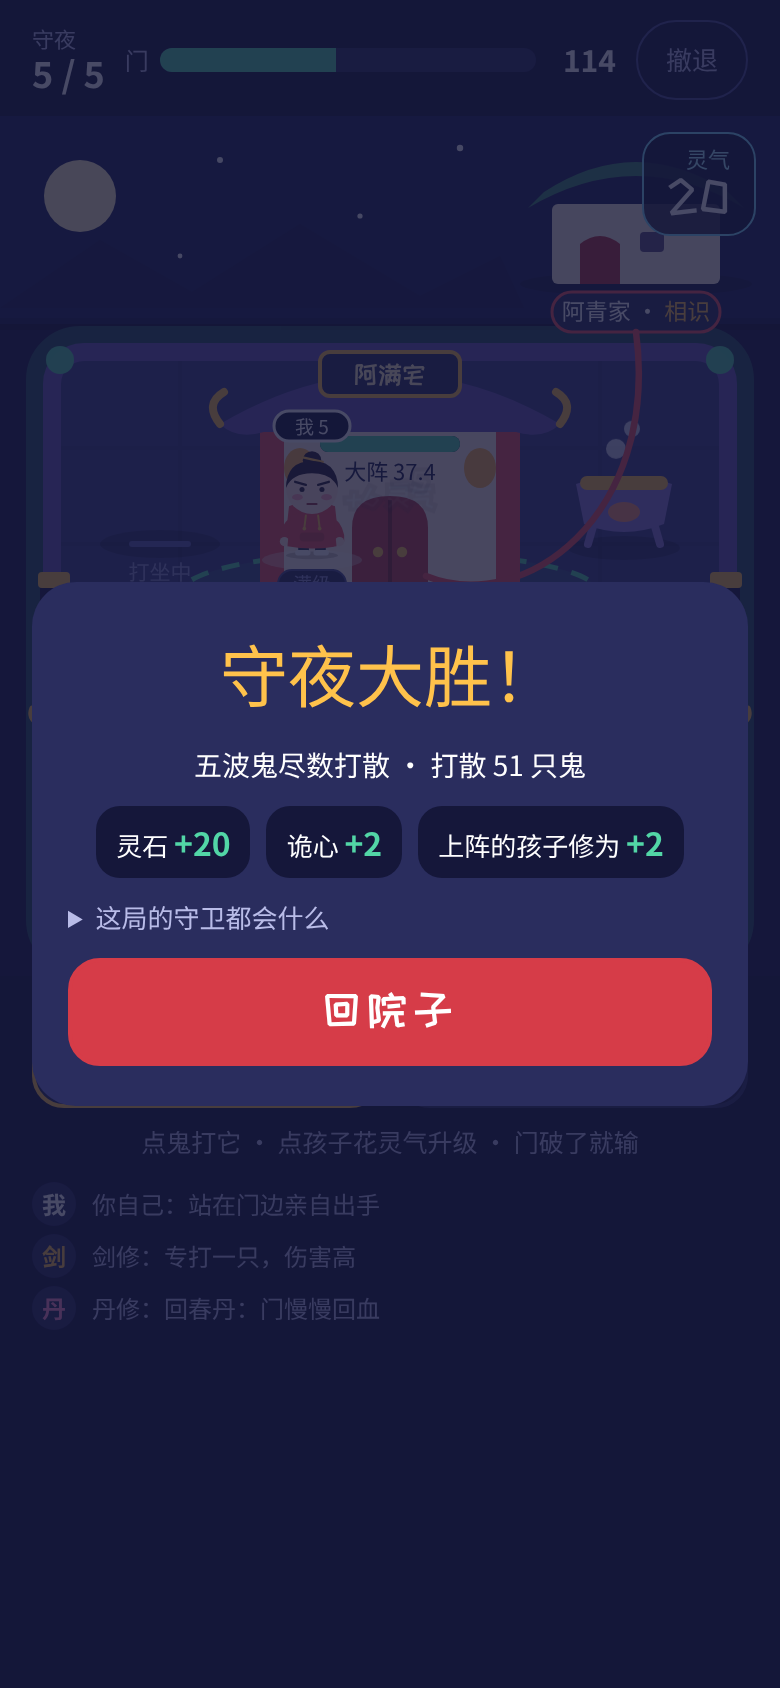 守夜
5 / 5 门 114 撤退
灵气
20
阿青家 · 相识
阿满宅
我 5
大阵 37.4
打坐中
满级
守夜大胜！
五波鬼尽数打散 · 打散 51 只鬼
灵石 +20 诡心 +2 上阵的孩子修为 +2
▶ 这局的守卫都会什么
回院子
点鬼打它 · 点孩子花灵气升级 · 门破了就输
我 你自己：站在门边亲自出手
剑 剑修：专打一只，伤害高
丹 丹修：回春丹：门慢慢回血